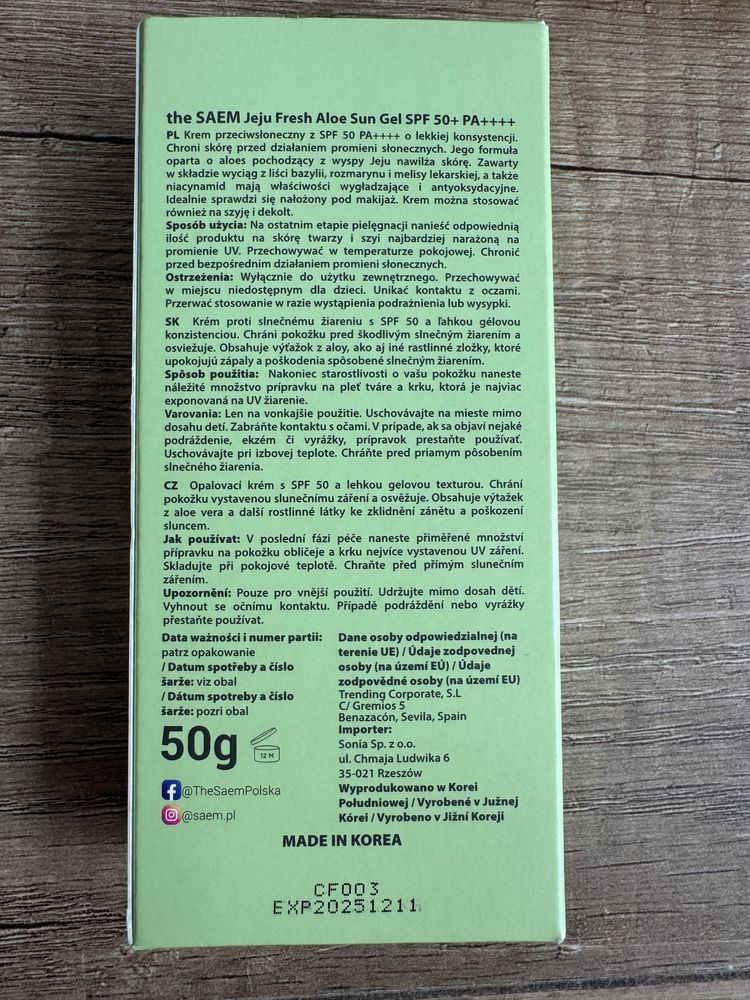 the SAEM Jeju Fresh Aloe Sun Gel SPF 50+ PA++++
PL Krem przeciwsłoneczny z SPF 50 PA++++ o lekkiej konsystencji.
Chroni skórę przed działaniem promieni słonecznych. Jego formuła
oparta o aloes pochodzący z wyspy Jeju nawilża skórę. Zawarty
w składzie wyciąg z liści bazylii, rozmarynu i melisy lekarskiej, a także
niacynamid mają właściwości wygładzające i antyoksydacyjne.
Idealnie sprawdzi się nałożony pod makijaż. Krem można stosować
również na szyję i dekolt.
Sposób użycia: Na ostatnim etapie pielęgnacji nanieść odpowiednią
ilość produktu na skórę twarzy i szyi najbardziej narażoną na
promienie UV. Przechowywać w temperaturze pokojowej. Chronić
przed bezpośrednim działaniem promieni słonecznych.
Ostrzeżenia: Wyłącznie do użytku zewnętrznego. Przechowywać
w miejscu niedostępnym dla dzieci. Unikać kontaktu z oczami.
Przerwać stosowanie w razie wystąpienia podrażnienia lub wysypki.
SK Krém proti slnečnému žiareniu s SPF 50 a ľahkou gélovou
konzistenciou. Chráni pokožku pred škodlivým slnečným žiarením a
osviežuje. Obsahuje výťažok z aloy, ako aj iné rastlinné zložky, ktoré
upokojujú zápaly a poškodenia spôsobené slnečným žiarením.
Spôsob použitia: Nakoniec starostlivosti o vašu pokožku naneste
náležité množstvo prípravku na pleť tváre a krku, ktorá je najviac
exponovaná na UV žiarenie.
Varovania: Len na vonkajšie použitie. Uschovávajte na mieste mimo
dosahu detí. Zabráňte kontaktu s očami. V prípade, ak sa objaví nejaké
podráždenie, ekzém či vyrážky, prípravok prestaňte používať.
Uschovávajte pri izbovej teplote. Chráňte pred priamym pôsobením
slnečného žiarenia.
CZ Opalovací krém s SPF 50 a lehkou gelovou texturou. Chrání
pokožku vystavenou slunečnímu záření a osvěžuje. Obsahuje výtažek
z aloe vera a další rostlinné látky ke zklidnění zánětu a poškození
sluncem.
Jak používat: V poslední fázi péče naneste přiměřené množství
přípravku na pokožku obličeje a krku nejvíce vystavenou UV záření.
Skladujte při pokojové teplotě. Chraňte před přímým slunečním
zářením.
Upozornění: Pouze pro vnější použití. Udržujte mimo dosah dětí.
Vyhnout se očnímu kontaktu. Případě podráždění nebo vyrážky
přestaňte používat.
Data ważności i numer partii:
patrz opakowanie
/ Datum spotřeby a číslo
šarže: viz obal
/ Dátum spotreby a číslo
šarže: pozri obal
50g
12 M
@TheSaemPolska
@saem.pl
Dane osoby odpowiedzialnej (na
terenie UE) / Údaje zodpovednej
osoby (na území EÚ) / Údaje
zodpovědné osoby (na území EU)
Trending Corporate, S.L
C/ Gremios 5
Benazacón, Sevila, Spain
Importer:
Sonia Sp. z o.o.
ul. Chmaja Ludwika 6
35-021 Rzeszów
Wyprodukowano w Korei
Południowej / Vyrobené v Južnej
Kórei / Vyrobeno v Jižní Koreji
MADE IN KOREA
CF003
EXP20251211